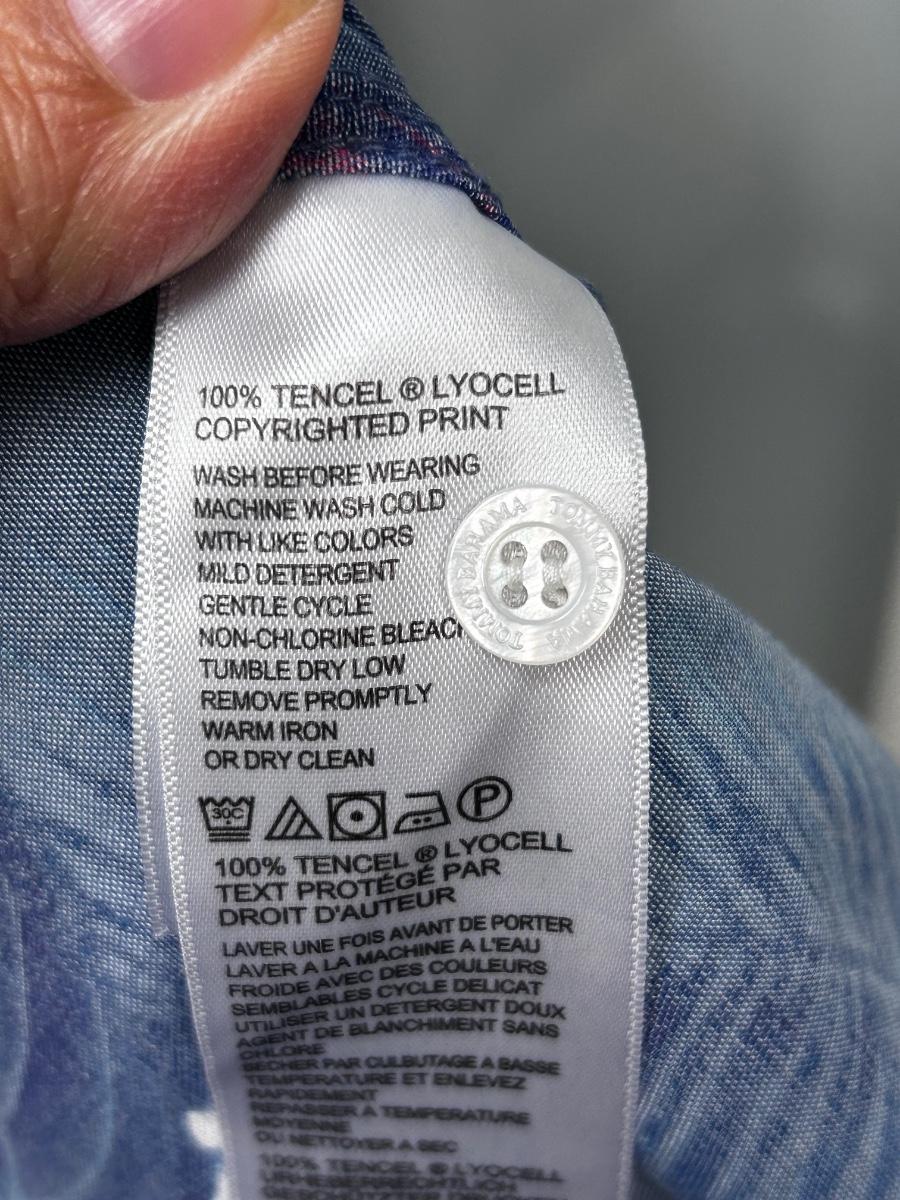 100% TENCEL ® LYOCELL
COPYRIGHTED PRINT
WASH BEFORE WEARING
MACHINE WASH COLD
WITH LIKE COLORS
MILD DETERGENT
GENTLE CYCLE
NON-CHLORINE BLEAC
TUMBLE DRY LOW
REMOVE PROMPTLY
WARM IRON
OR DRY CLEAN
TOMMY BAHAMA TOMMY BAHAMA
30C
P
100% TENCEL ® LYOCELL
TEXT PROTÉGÉ PAR
DROIT D'AUTEUR
LAVER UNE FOIS AVANT DE PORTER
LAVER A LA MACHINE A L'EAU
FROIDE AVEC DES COULEURS
SEMBLABLES CYCLE DELICAT
UTILISER UN DETERGENT DOUX
AGENT DE BLANCHIMENT SANS
CHLORE
SECHER PAR CULBUTAGE A BASSE
TEMPERATURE ET ENLEVEZ
RAPIDEMENT
REPASSER A TEMPERATURE
MOYENNE
OU NETTOYER A SEC
100% TENCEL ® LYOCELL
URHEBERRECHTLICH